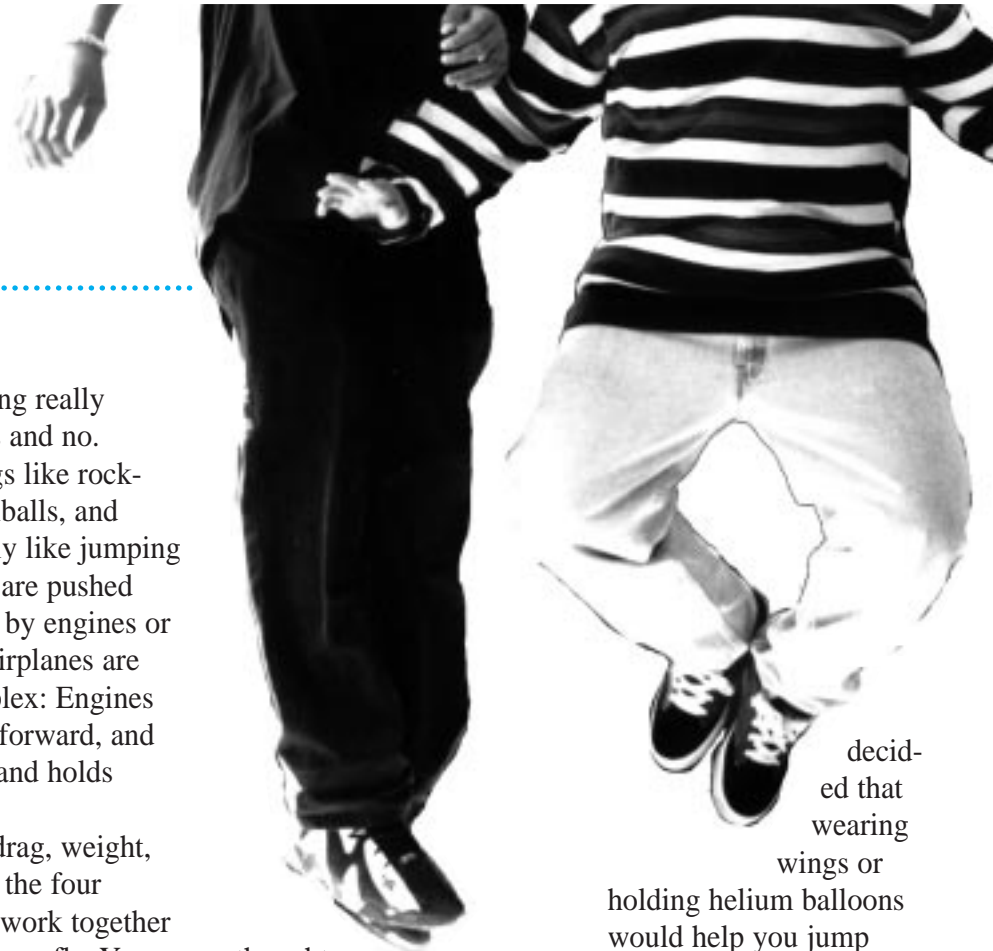 ng really
and no.
gs like rock-
balls, and
y like jumping
are pushed
by engines or
irplanes are
lex: Engines
forward, and
and holds
drag, weight,
the four
work together
decid-
ed that
wearing
wings or
holding helium balloons
would help you jump